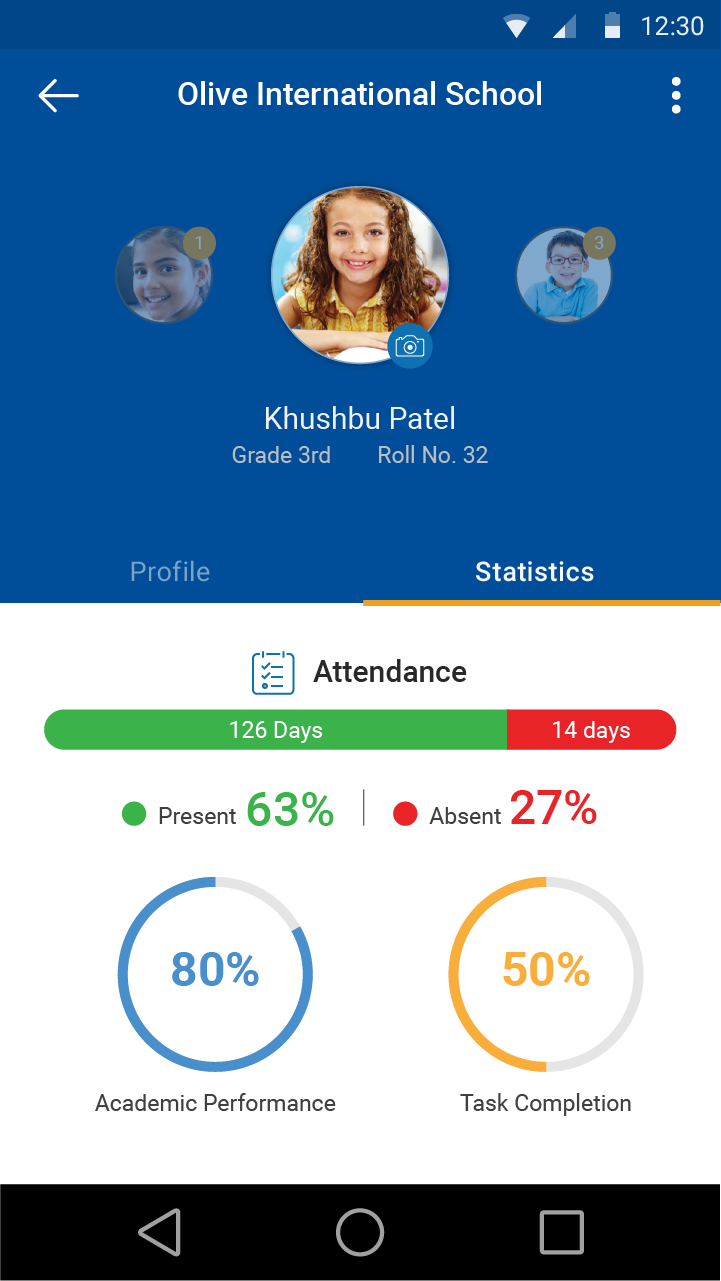 12:30
Olive International School
1
3
Khushbu Patel
Grade 3rd Roll No. 32
Profile Statistics
Attendance
126 Days 14 days
Present 63% Absent 27%
80% 50%
Academic Performance Task Completion